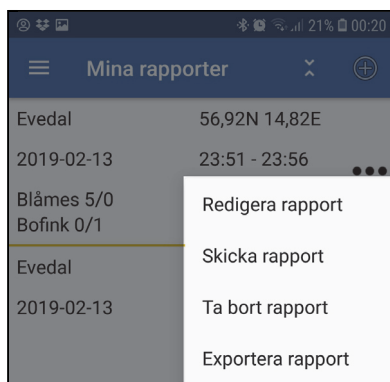 21% 00:20
Mina rapporter
Evedal 56,92N 14,82E
2019-02-13 23:51 - 23:56
Blåmes 5/0
Bofink 0/1
Evedal
2019-02-13
Redigera rapport
Skicka rapport
Ta bort rapport
Exportera rapport